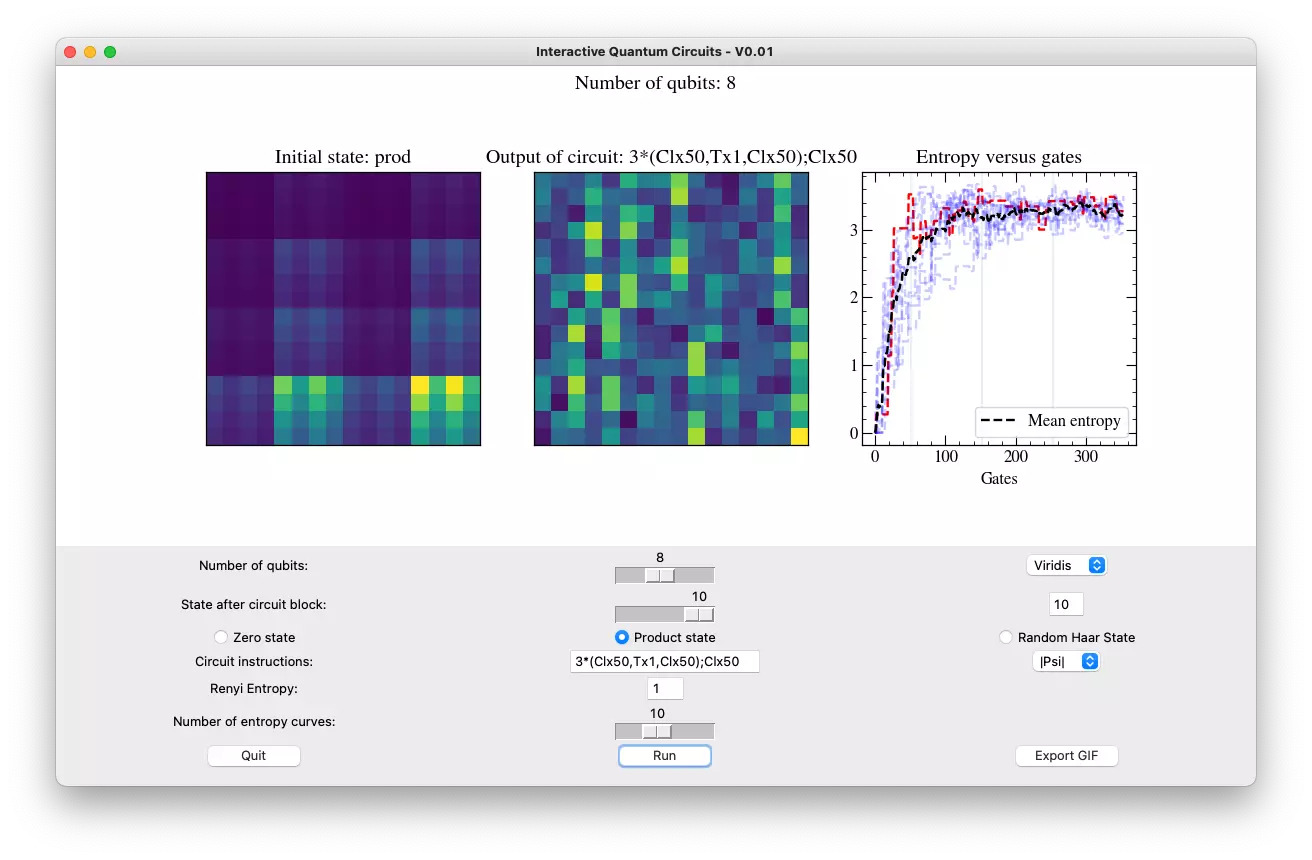 Interactive Quantum Circuits - V0.01
Number of qubits: 8
Initial state: prod
Output of circuit: 3*(Clx50,Tx1,Clx50);Clx50
Entropy versus gates
3
2
1
0
Mean entropy
0 100 200 300
Gates
Number of qubits:
8
Viridis
State after circuit block:
10
10
Zero state
Product state
Random Haar State
Circuit instructions:
3*(Clx50,Tx1,Clx50);Clx50
|Psi|
Renyi Entropy:
1
Number of entropy curves:
10
Quit
Run
Export GIF